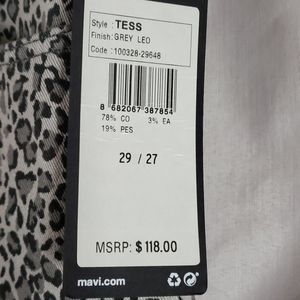 Style : TESS
Finish: GREY LEO
Code : 100328-29648
8 682067 387854
78% CO 3% EA
19% PES
29 / 27
MSRP: $ 118.00
mavi.com